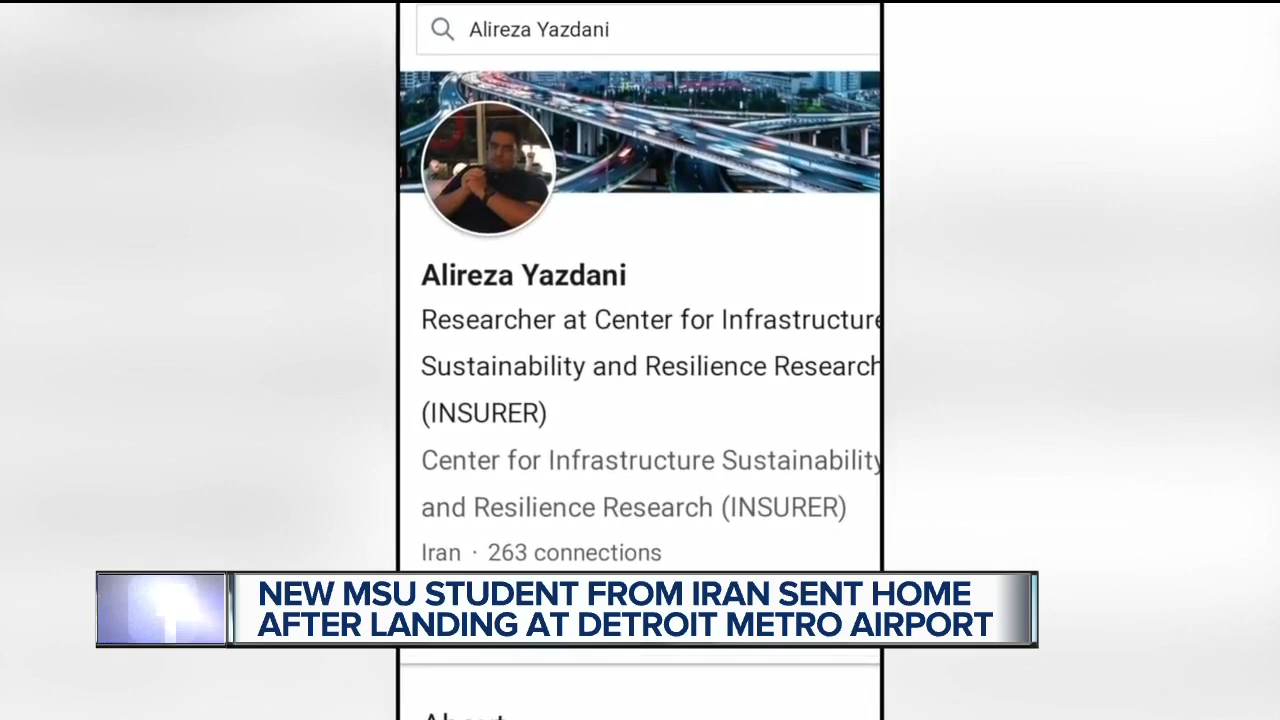 Alireza Yazdani
Alireza Yazdani
Researcher at Center for Infrastructure
Sustainability and Resilience Research
(INSURER)
Center for Infrastructure Sustainability
and Resilience Research (INSURER)
Iran · 263 connections
NEW MSU STUDENT FROM IRAN SENT HOME
AFTER LANDING AT DETROIT METRO AIRPORT
About